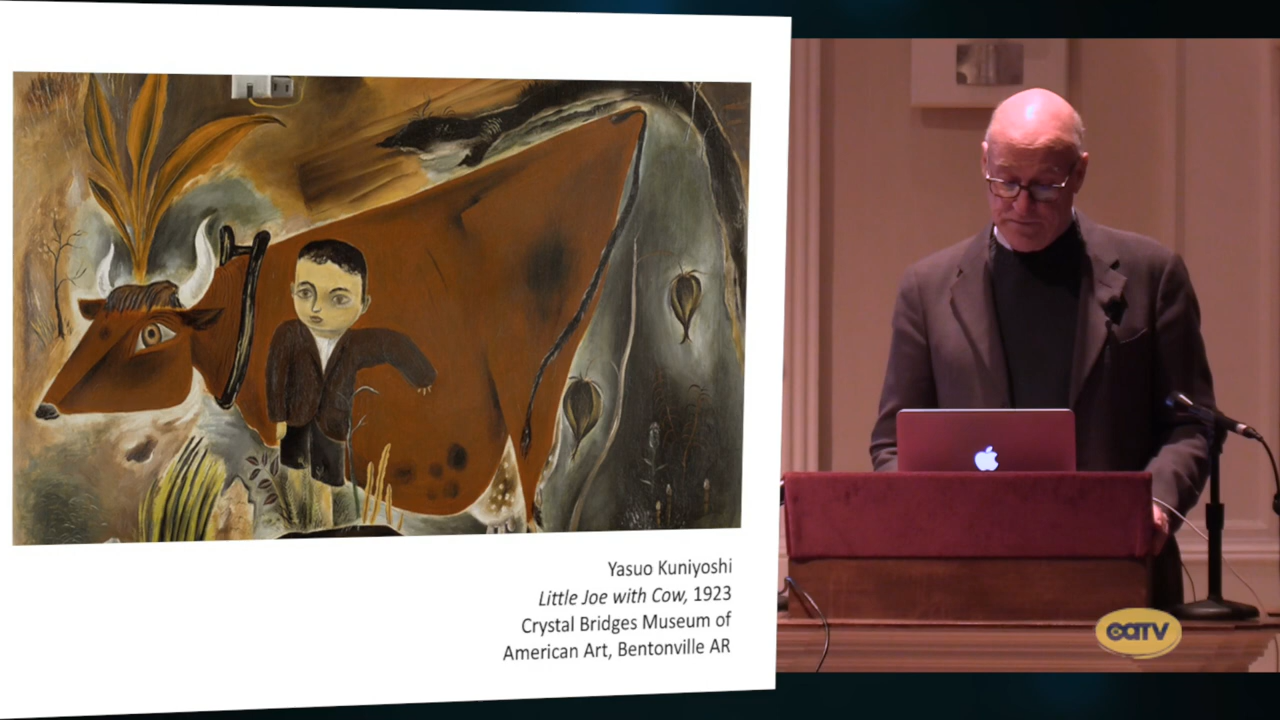 Yasuo Kuniyoshi
Little Joe with Cow, 1923
Crystal Bridges Museum of
American Art, Bentonville AR
CATV